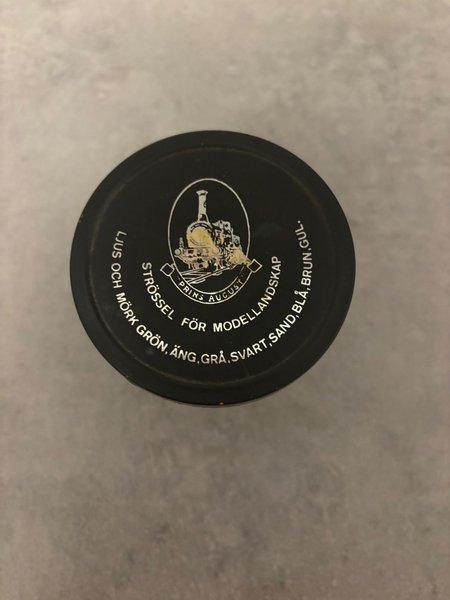 PRINS AUGUST
STRÖSSEL FÖR MODELLANDSKAP
LJUS OCH MÖRK GRÖN, ÄNG, GRÅ, SVART, SAND, BLÅ, BRUN, GUL.